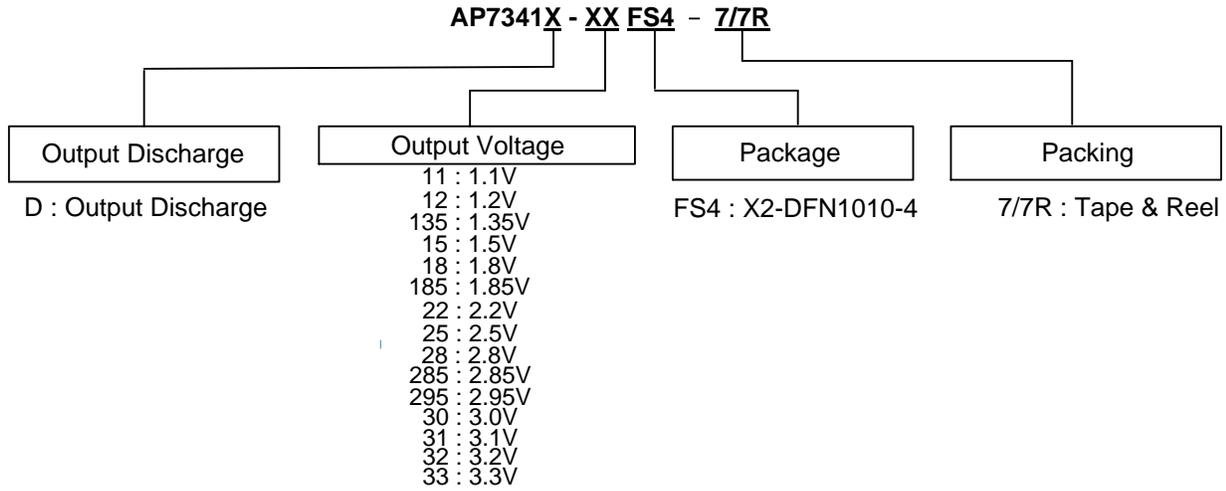 AP7341X - XX FS4 – 7/7R
Output Discharge
D : Output Discharge
Output Voltage
11 : 1.1V
12 : 1.2V
135 : 1.35V
15 : 1.5V
18 : 1.8V
185 : 1.85V
22 : 2.2V
25 : 2.5V
28 : 2.8V
285 : 2.85V
295 : 2.95V
30 : 3.0V
31 : 3.1V
32 : 3.2V
33 : 3.3V
Package
FS4 : X2-DFN1010-4
Packing
7/7R : Tape & Reel